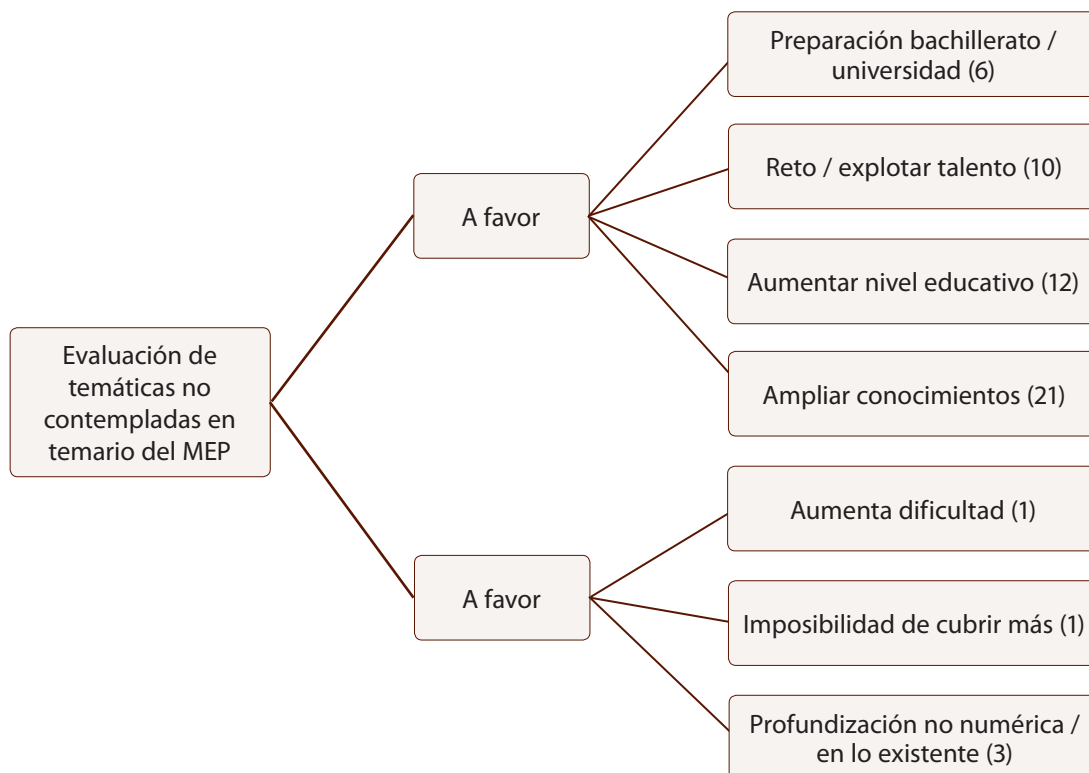 Evaluación de
temáticas no
contempladas en
temario del MEP
A favor
Preparación bachillerato /
universidad (6)
Reto / explotar talento (10)
Aumentar nivel educativo (12)
Ampliar conocimientos (21)
A favor
Aumenta dificultad (1)
Imposibilidad de cubrir más (1)
Profundización no numérica /
en lo existente (3)